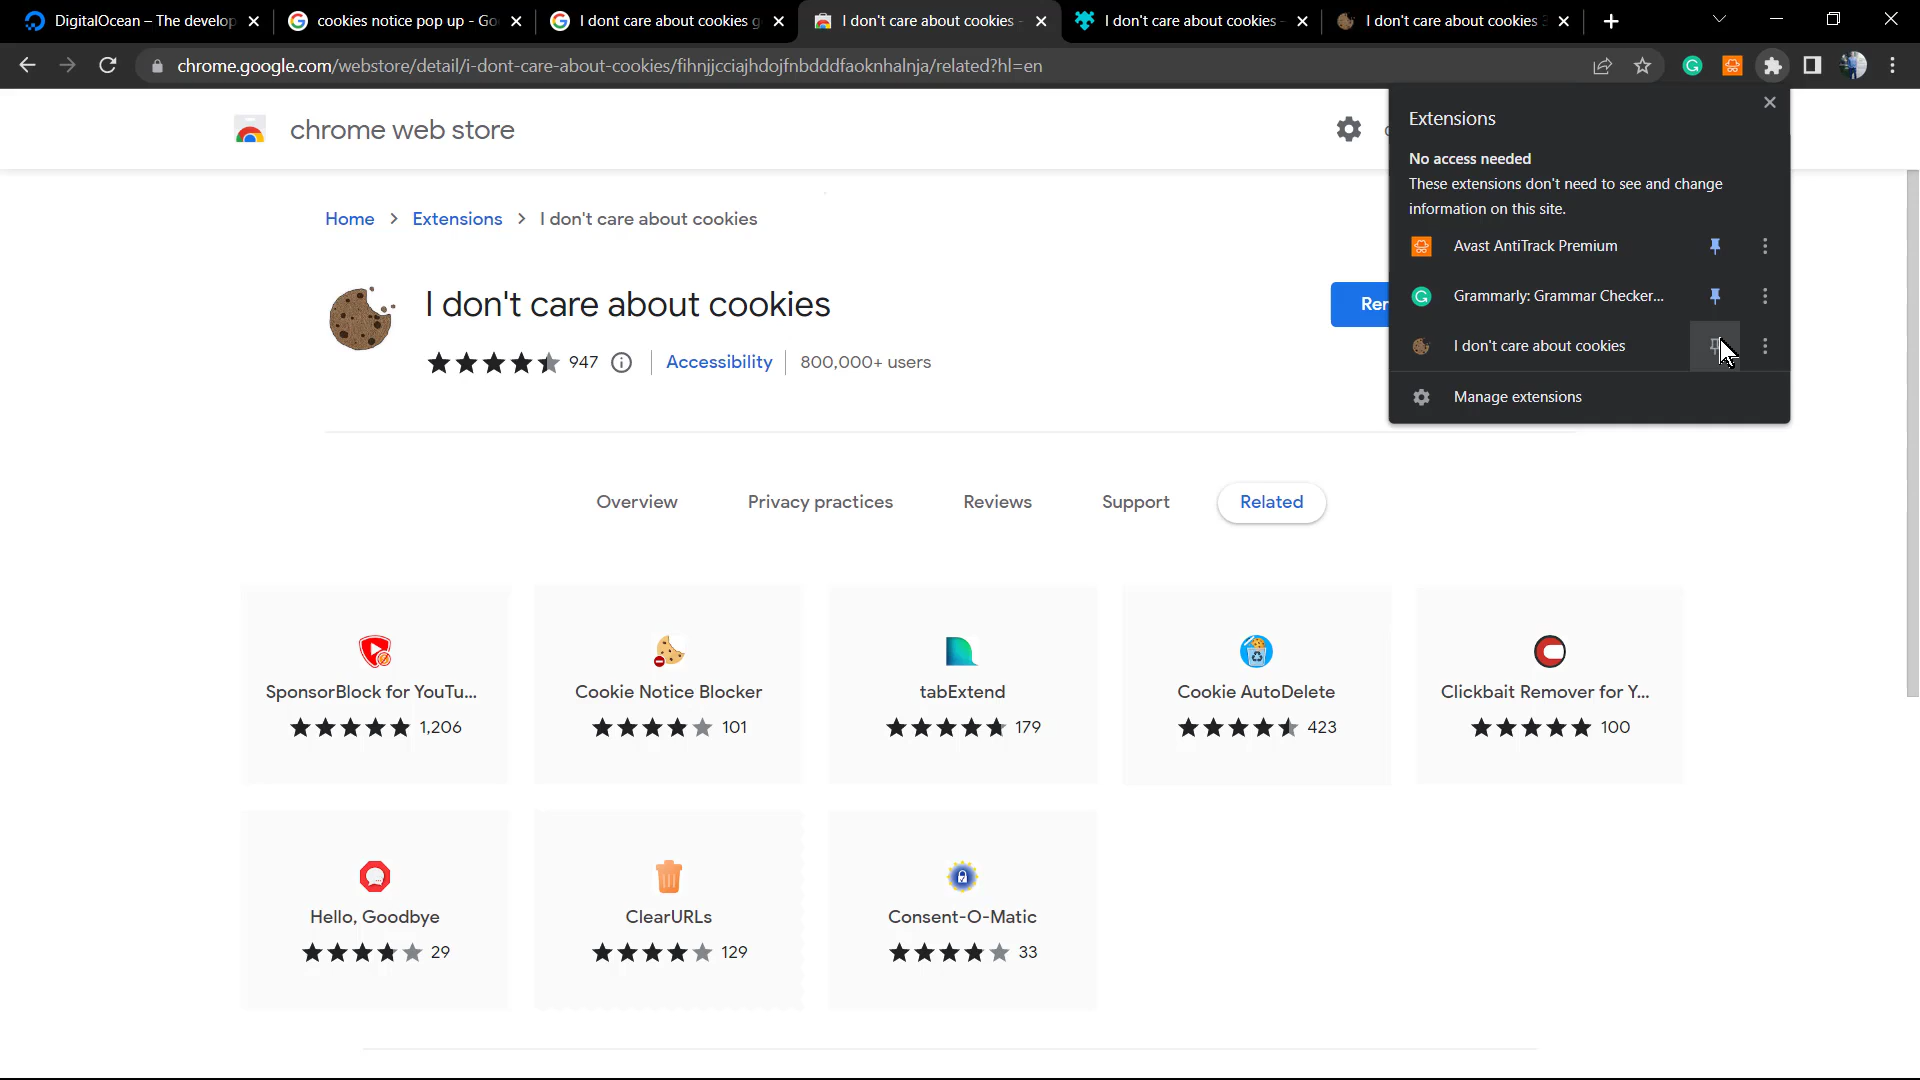 DigitalOcean – The develop
cookies notice pop up - Go
I dont care about cookies g
I don't care about cookies -
I don't care about cookies -
I don't care about cookies 3
chrome.google.com/webstore/detail/i-dont-care-about-cookies/fihnjjcciajhdojfnbdddfaoknhalnja/related?hl=en
chrome web store
Extensions
No access needed
These extensions don't need to see and change
information on this site.
Avast AntiTrack Premium
Grammarly: Grammar Checker...
I don't care about cookies
Manage extensions
Home > Extensions > I don't care about cookies
I don't care about cookies
Rer
947 Accessibility 800,000+ users
Overview Privacy practices Reviews Support Related
SponsorBlock for YouTu...
1,206
Cookie Notice Blocker
101
tabExtend
179
Cookie AutoDelete
423
Clickbait Remover for Y...
100
Hello, Goodbye
29
ClearURLs
129
Consent-O-Matic
33